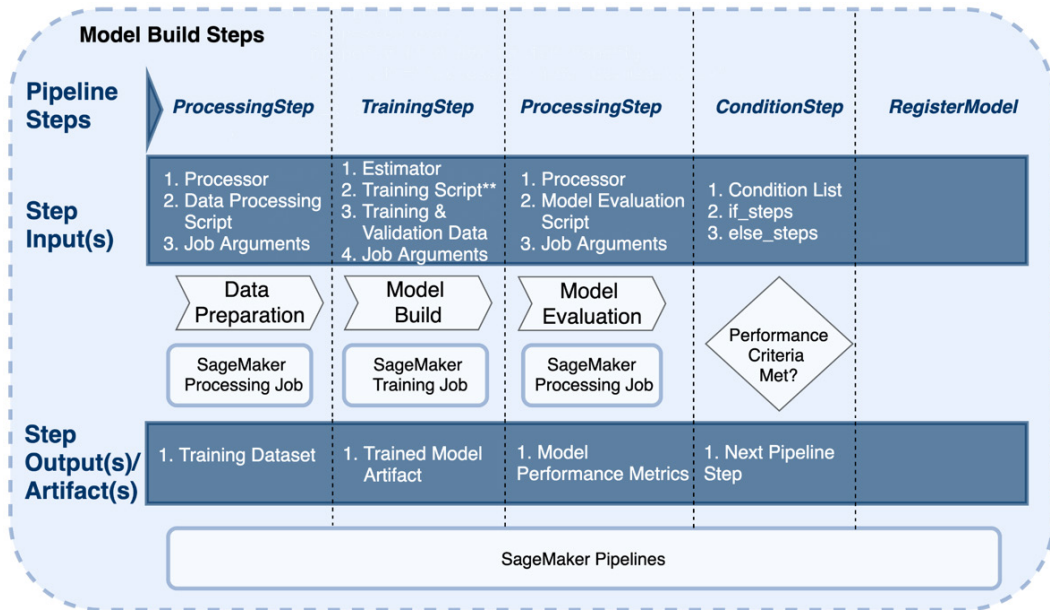 Model Build Steps
Pipeline
Steps
ProcessingStep
TrainingStep
ProcessingStep
ConditionStep
RegisterModel
Step
Input(s)
1. Processor
2. Data Processing
Script
3. Job Arguments
1. Estimator
2. Training Script**
3. Training &
Validation Data
4. Job Arguments
1. Processor
2. Model Evaluation
Script
3. Job Arguments
1. Condition List
2. if_steps
3. else_steps
Data
Preparation
Model
Build
Model
Evaluation
Performance
Criteria
Met?
SageMaker
Processing Job
SageMaker
Training Job
SageMaker
Processing Job
Step
Output(s)/
Artifact(s)
1. Training Dataset
1. Trained Model
Artifact
1. Model
Performance Metrics
1. Next Pipeline
Step
SageMaker Pipelines